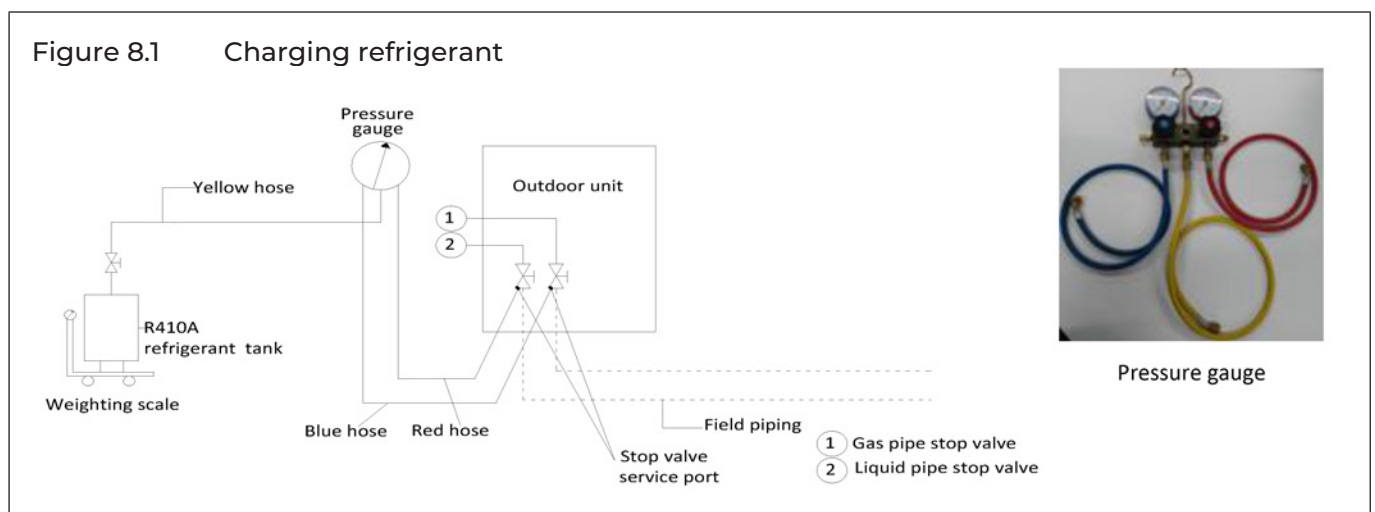 Figure 8.1 Charging refrigerant
Pressure
gauge
Yellow hose
Outdoor unit
1
2
R410A
refrigerant tank
Weighting scale
Blue hose
Red hose
Field piping
Stop valve
service port
1 Gas pipe stop valve
2 Liquid pipe stop valve
Pressure gauge